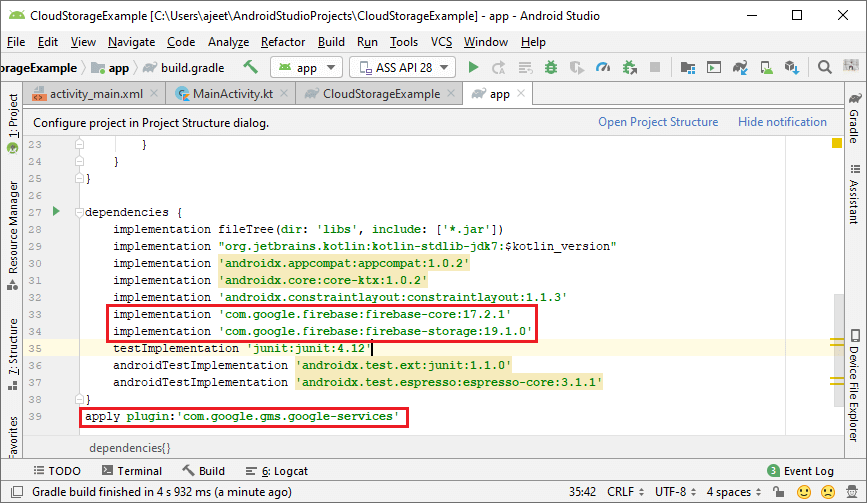 CloudStorageExample [C:\Users\ajeet\AndroidStudioProjects\CloudStorageExample] - app - Android Studio
File Edit View Navigate Code Analyze Refactor Build Run Tools VCS Window Help
orageExample app build.gradle app ASS API 28
activity_main.xml MainActivity.kt CloudStorageExample app
Configure project in Project Structure dialog. Open Project Structure Hide notification
23 }
24 }
25 }
26
27 dependencies {
28 implementation fileTree(dir: 'libs', include: ['*.jar'])
29 implementation "org.jetbrains.kotlin:kotlin-stdlib-jdk7:$kotlin_version"
30 implementation 'androidx.appcompat:appcompat:1.0.2'
31 implementation 'androidx.core:core-ktx:1.0.2'
32 implementation 'androidx.constraintlayout:constraintlayout:1.1.3'
33 implementation 'com.google.firebase:firebase-core:17.2.1'
34 implementation 'com.google.firebase:firebase-storage:19.1.0'
35 testImplementation 'junit:junit:4.12'
36 androidTestImplementation 'androidx.test.ext:junit:1.1.0'
37 androidTestImplementation 'androidx.test.espresso:espresso-core:3.1.1'
38 }
39 apply plugin:'com.google.gms.google-services'
dependencies{}
1: Project
Resource Manager
7: Structure
Favorites
Gradle
Assistant
Device File Explorer
TODO Terminal Build 6: Logcat 3 Event Log
Gradle build finished in 4 s 932 ms (a minute ago) 35:42 CRLF UTF-8 4 spaces